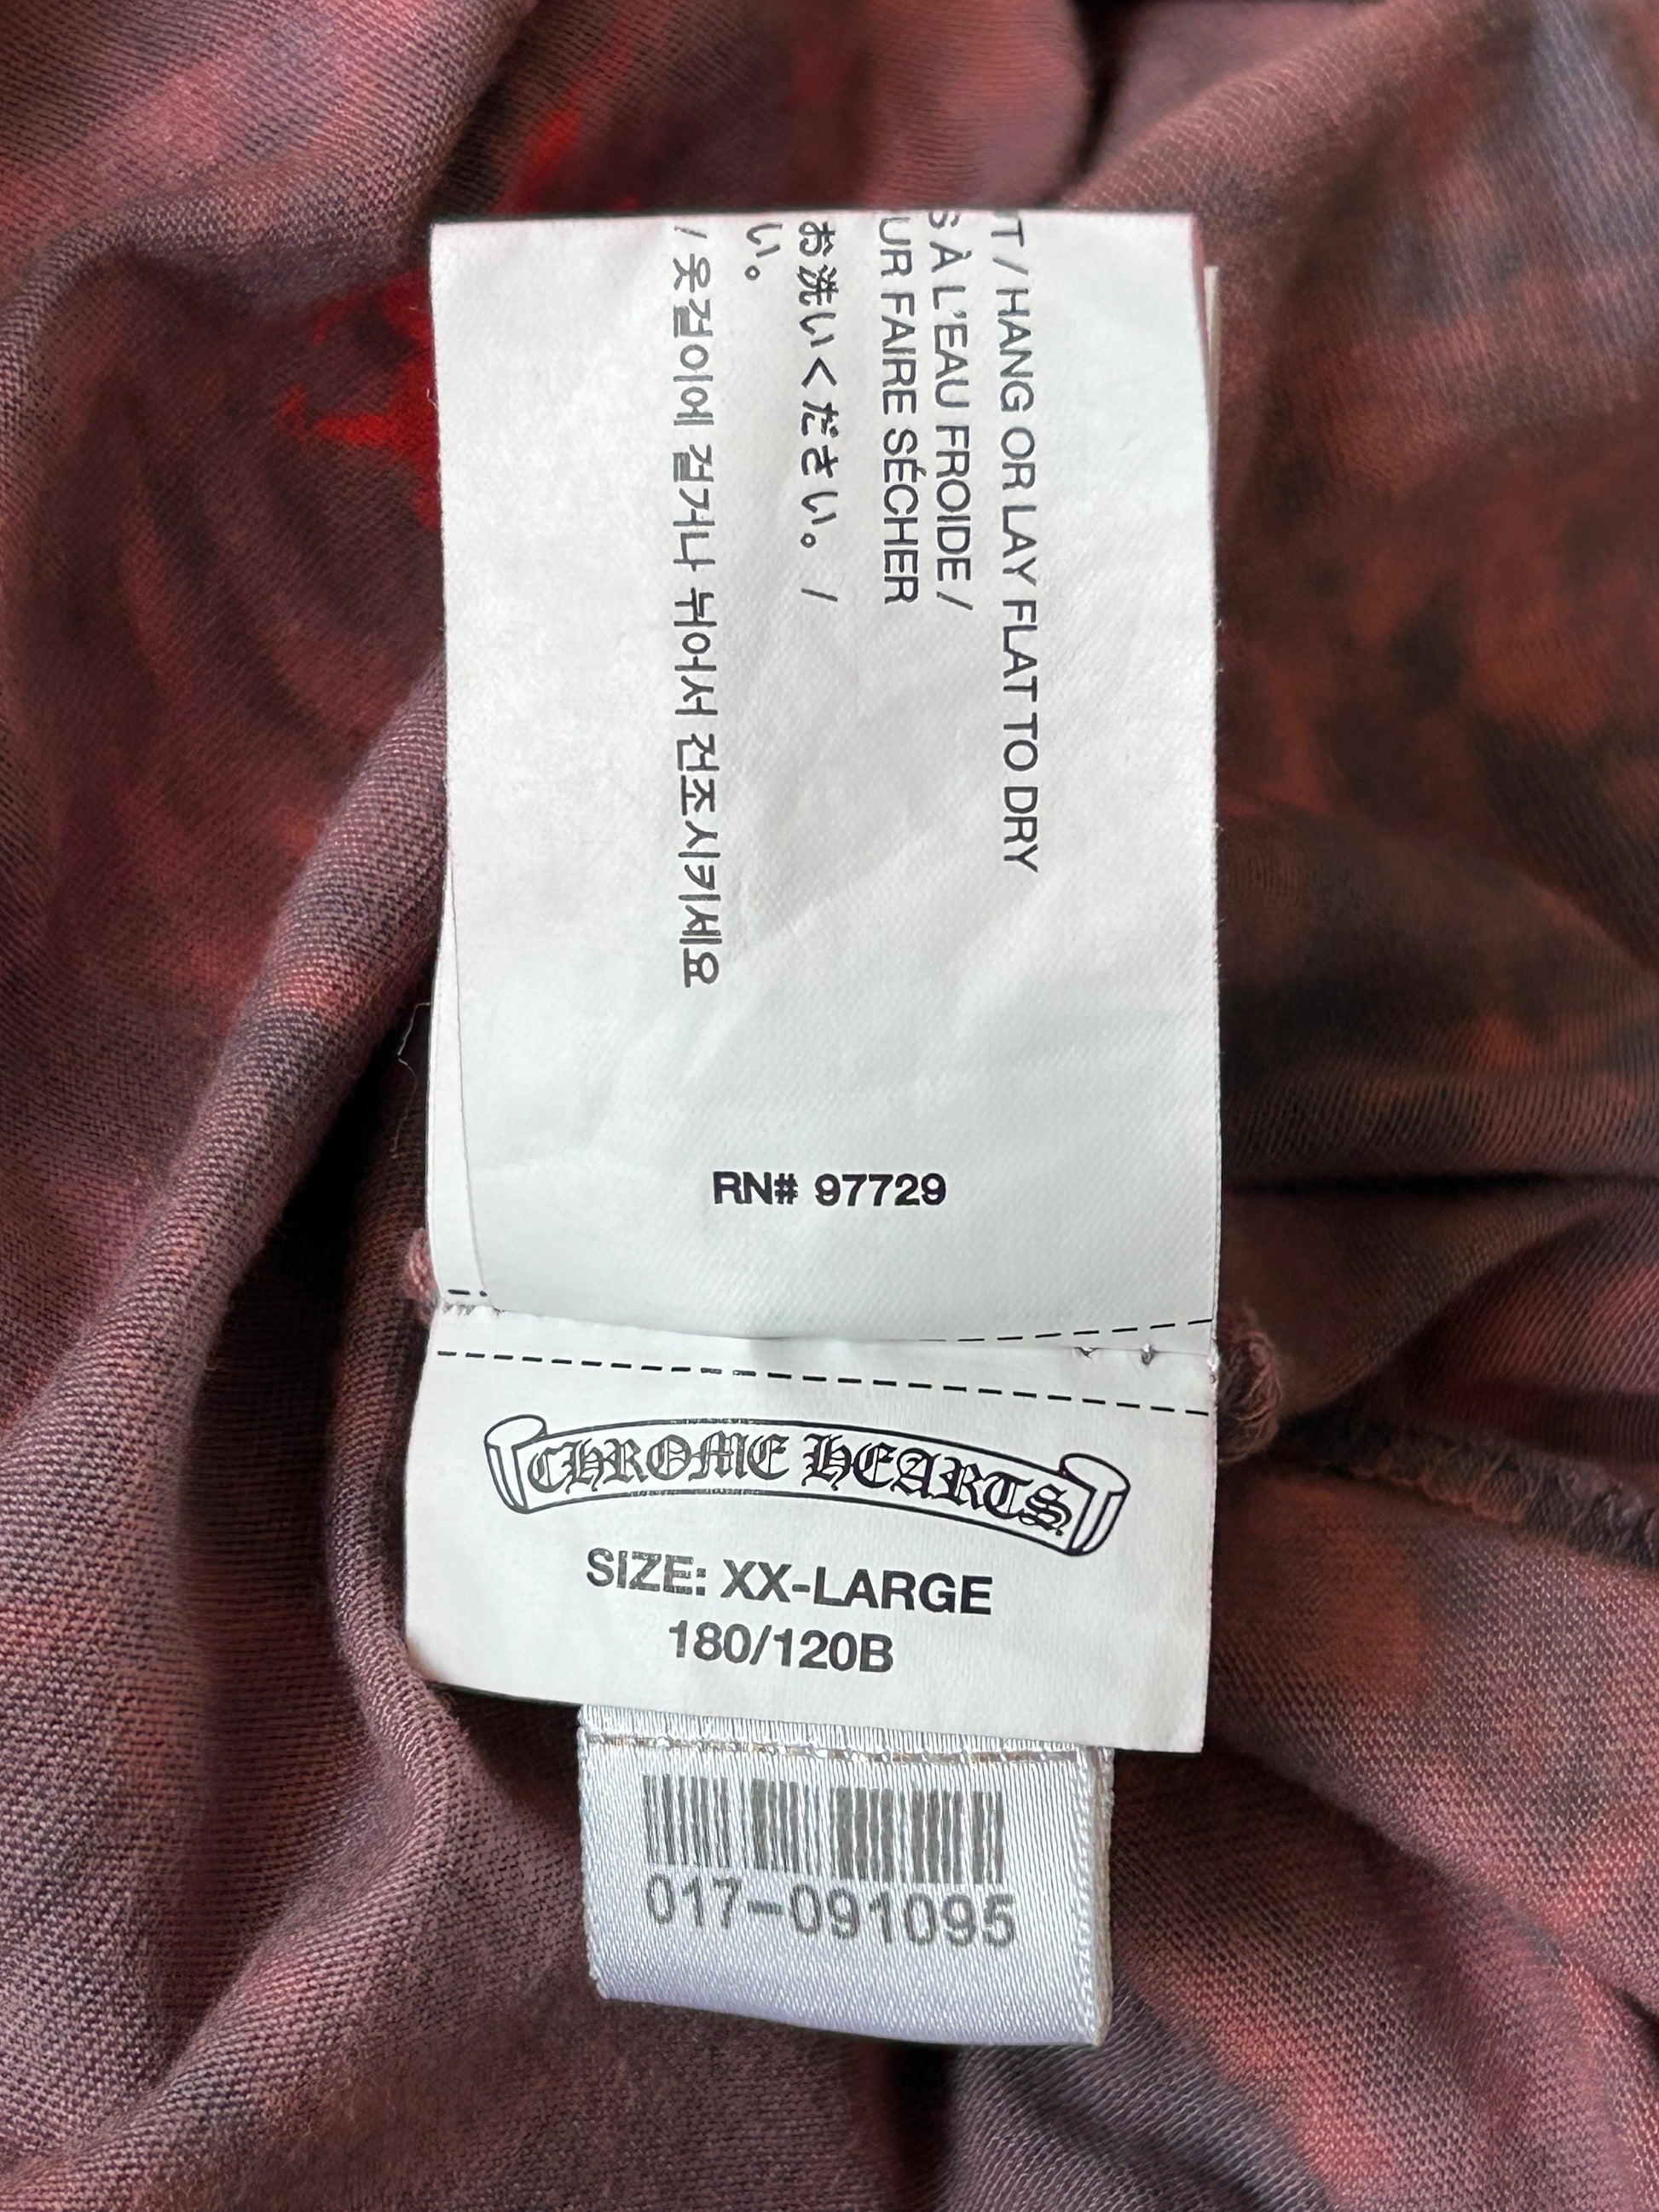 T / HANG OR LAY FLAT TO DRY
S À L'EAU FROIDE /
UR FAIRE SÉCHER
お洗いください。 /
い。
/ 옷걸이에 걸거나 뉘어서 건조시키세요
RN# 97729
CHROME HEARTS
SIZE: XX-LARGE
180/120B
017-091095